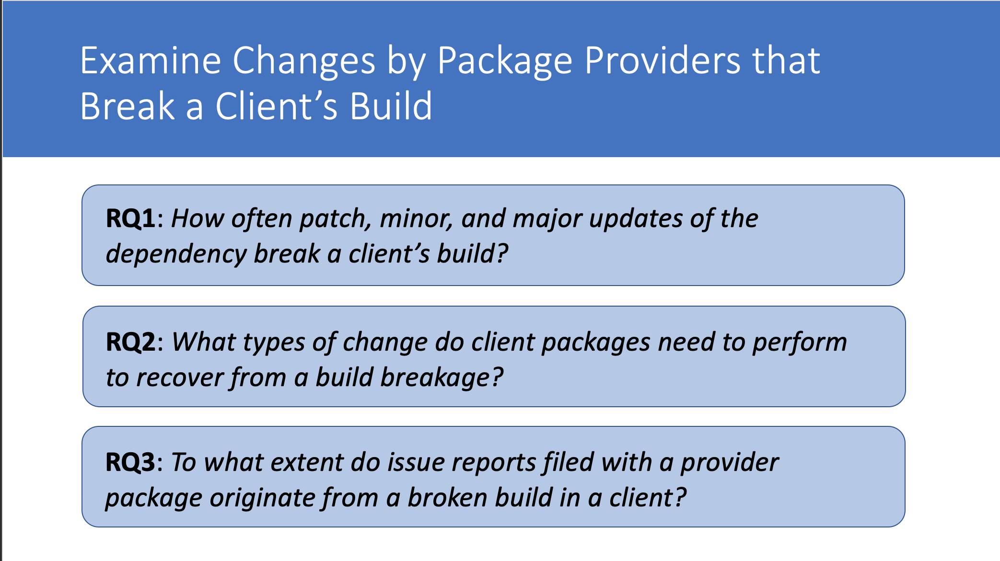 Examine Changes by Package Providers that
Break a Client’s Build
RQ1: How often patch, minor, and major updates of the
dependency break a client’s build?
RQ2: What types of change do client packages need to perform
to recover from a build breakage?
RQ3: To what extent do issue reports filed with a provider
package originate from a broken build in a client?